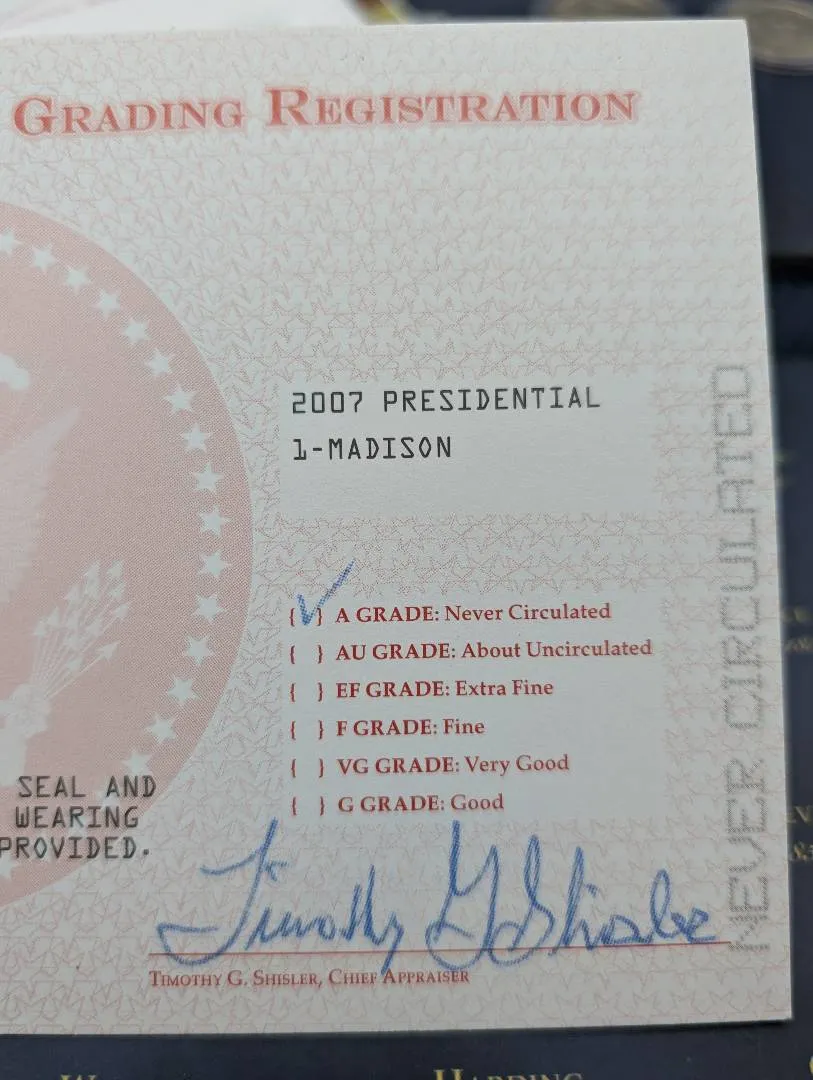 GRADING REGISTRATION
2007 PRESIDENTIAL
1-MADISON
{ ✓ } A GRADE: Never Circulated
{ } AU GRADE: About Uncirculated
{ } EF GRADE: Extra Fine
{ } F GRADE: Fine
{ } VG GRADE: Very Good
{ } G GRADE: Good
SEAL AND
WEARING
PROVIDED.
Timothy G Shisler
TIMOTHY G. SHISLER, CHIEF APPRAISER
NEVER CIRCULATED
HARDING